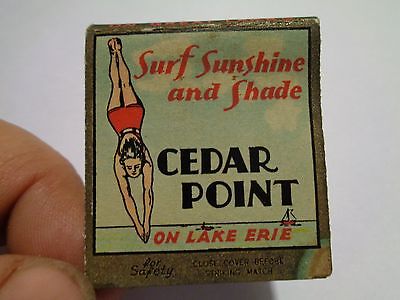 Surf Sunshine
and Shade
CEDAR
POINT
ON LAKE ERIE
for
Safety
CLOSE COVER BEFORE
STRIKING MATCH